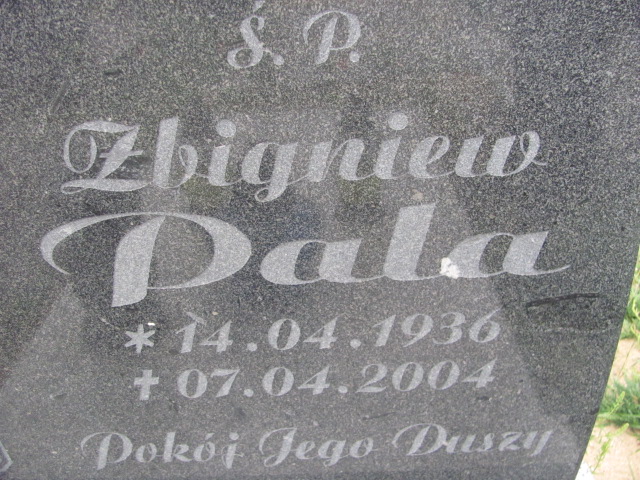 Ś. P.
Zbigniew
Pala
* 14.04.1936
✝ 07.04.2004
Pokój Jego Duszy